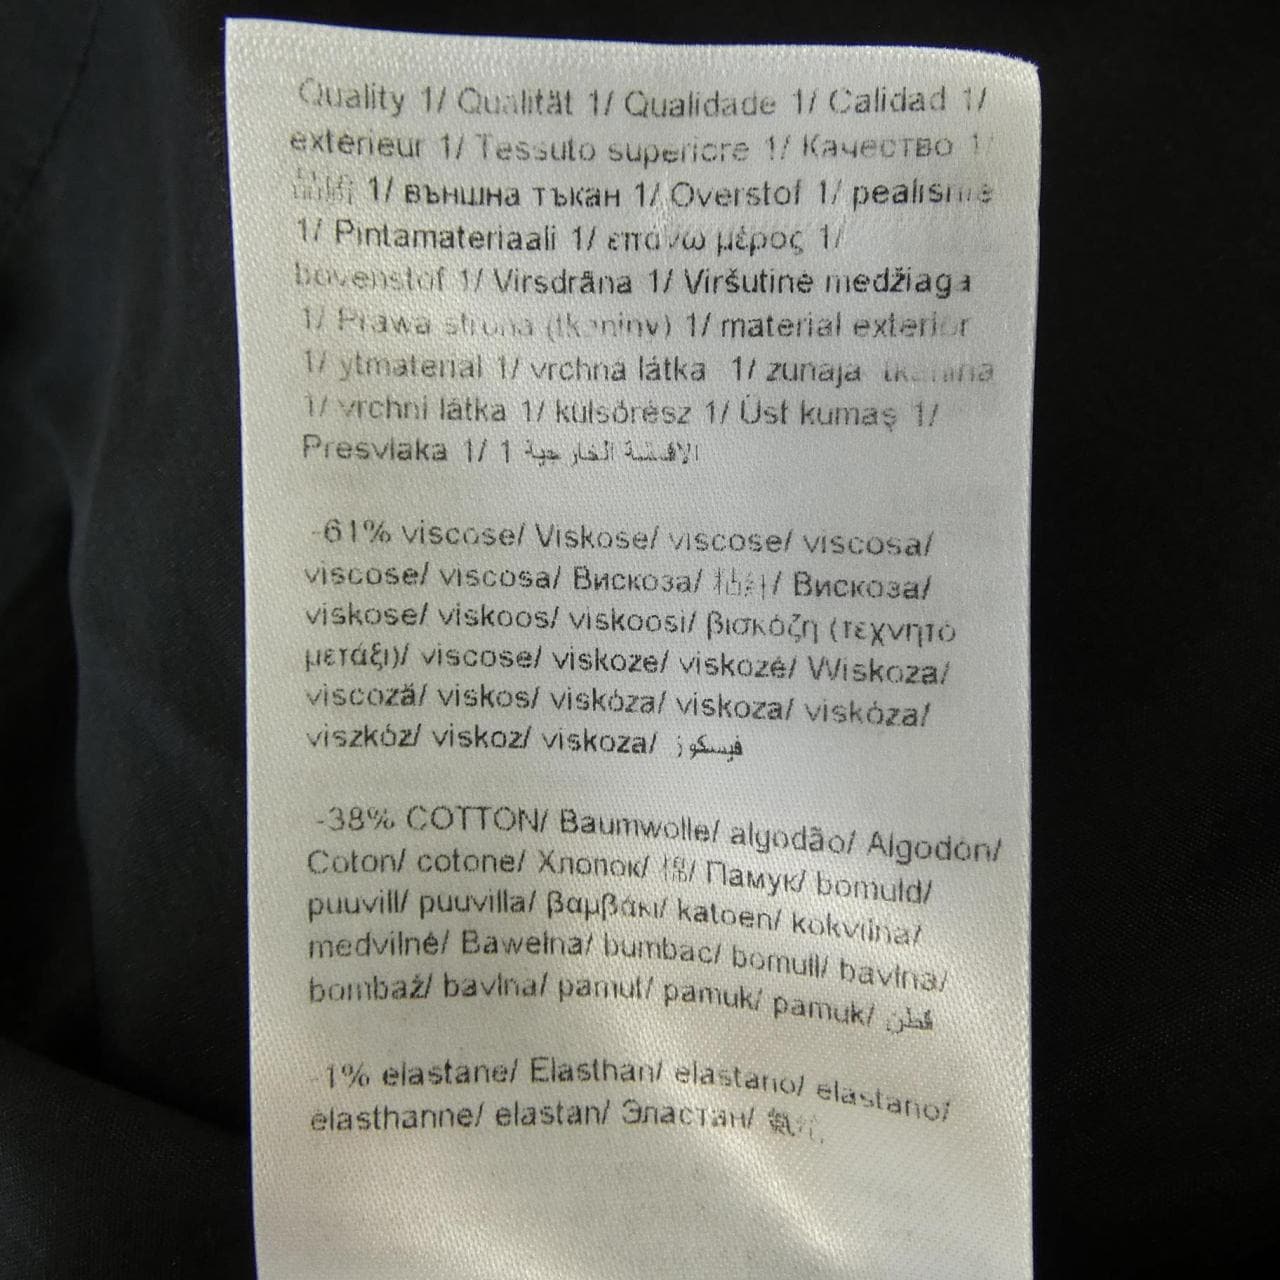 Quality 1/ Qualität 1/ Qualidade 1/ Calidad 1/
extérieur 1/ Tessuto superiore 1/ Качество 1/
1/ външна тъкан 1/ Overstof 1/ pealismie
1/ Pintamateriaali 1/ επάνω μέρος 1/
bovenstof 1/ Virsdrāna 1/ Viršutinė medžiaga
1/ Prawa strona (tkaniny) 1/ material exterior
1/ ytmaterial 1/ vrchná látka 1/ zunaja tkanina
1/ vrchní látka 1/ külsőrész 1/ Üst kumaş 1/
Presvlaka 1/ 1 الاقمشة الخارجية
-61% viscose/ Viskose/ viscose/ viscosa/
viscose/ viscosa/ Вискоза/ 粘纤/ Вискоза/
viskose/ viskoos/ viskoosi/ βισκόζη (τεχνητό
μετάξι)/ viscose/ viskoze/ viskozė/ Wiskoza/
viscoză/ viskos/ viskóza/ viskoza/ viskóza/
viszkóz/ viskoz/ viskoza/ فيسكوز
-38% COTTON/ Baumwolle/ algodão/ Algodón/
Coton/ cotone/ Хлопок/ 棉/ Памук/ bomuld/
puuvill/ puuvilla/ βαμβάκι/ katoen/ kokvilna/
medvilnė/ Bawełna/ bumbac/ bomull/ bavlna/
bombaž/ bavlna/ pamut/ pamuk/ pamuk/ قطن
-1% elastane/ Elasthan/ elastano/ elastano/
elasthanne/ elastan/ Эластан/